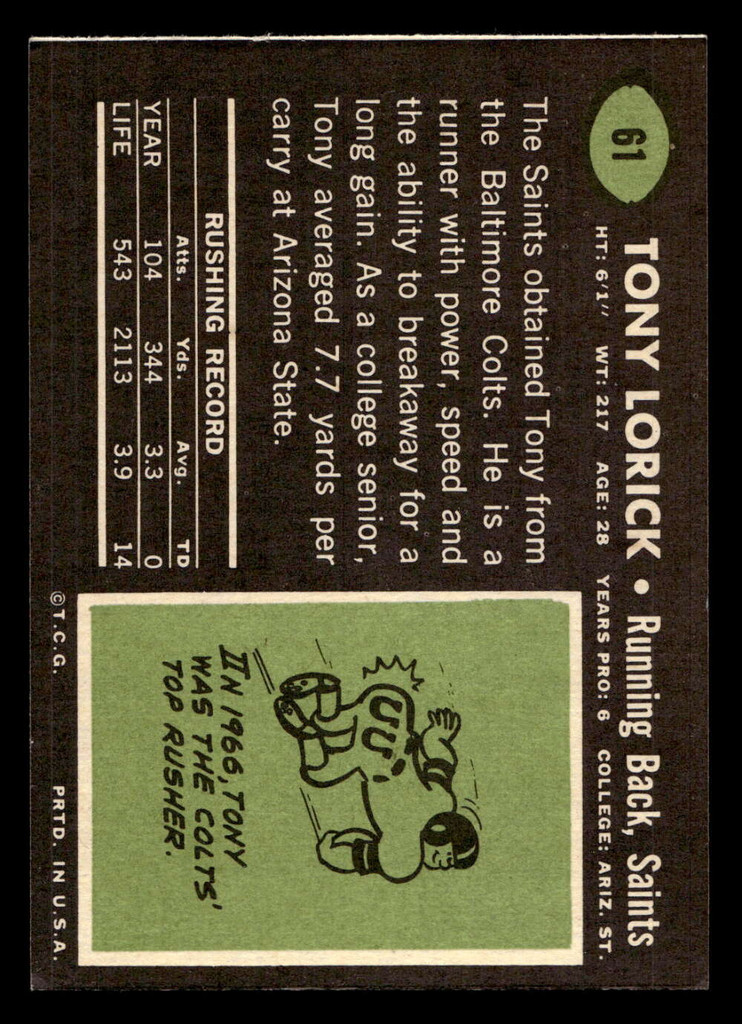 61
TONY LORICK • Running Back, Saints
HT: 6'1" WT: 217 AGE: 28 YEARS PRO: 6 COLLEGE: ARIZ. ST.
The Saints obtained Tony from
the Baltimore Colts. He is a
runner with power, speed and
the ability to breakaway for a
long gain. As a college senior,
Tony averaged 7.7 yards per
carry at Arizona State.
RUSHING RECORD
Atts. Yds. Avg. TD
YEAR 104 344 3.3 0
LIFE 543 2113 3.9 14
IN 1966, TONY
WAS THE COLTS'
TOP RUSHER.
©T.C.G. PRTD. IN U.S.A.